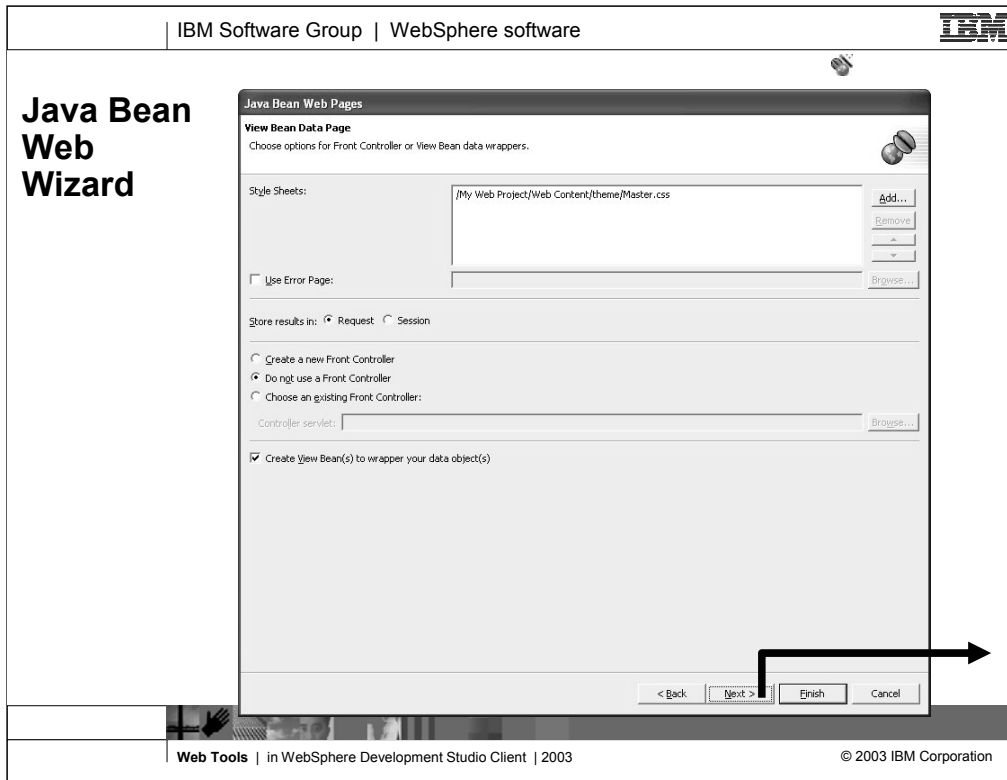 IBM Software Group | WebSphere software
IBM
Java Bean
Web
Wizard
Java Bean Web Pages
View Bean Data Page
Choose options for Front Controller or View Bean data wrappers.
Style Sheets:
/My Web Project/Web Content/theme/Master.css
Add...
Remove
Use Error Page:
Browse...
Store results in: Request Session
Create a new Front Controller
Do not use a Front Controller
Choose an existing Front Controller:
Controller servlet:
Browse...
Create View Bean(s) to wrapper your data object(s)
< Back Next > Finish Cancel
Web Tools | in WebSphere Development Studio Client | 2003
© 2003 IBM Corporation